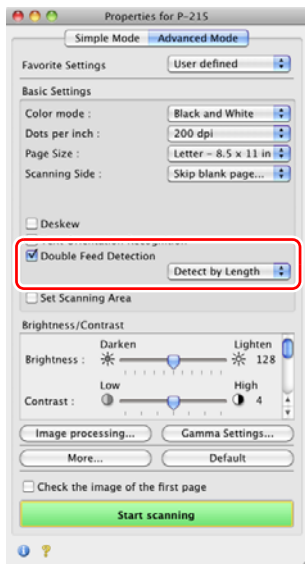 Properties for P-215
Simple Mode Advanced Mode
Favorite Settings User defined
Basic Settings
Color mode : Black and White
Dots per inch : 200 dpi
Page Size : Letter - 8.5 x 11 in
Scanning Side : Skip blank page...
Deskew
Text Orientation Recognition
Double Feed Detection
Detect by Length
Set Scanning Area
Brightness/Contrast
Darken Lighten
Brightness : 128
Low High
Contrast : 4
Image processing... Gamma Settings...
More... Default
Check the image of the first page
Start scanning